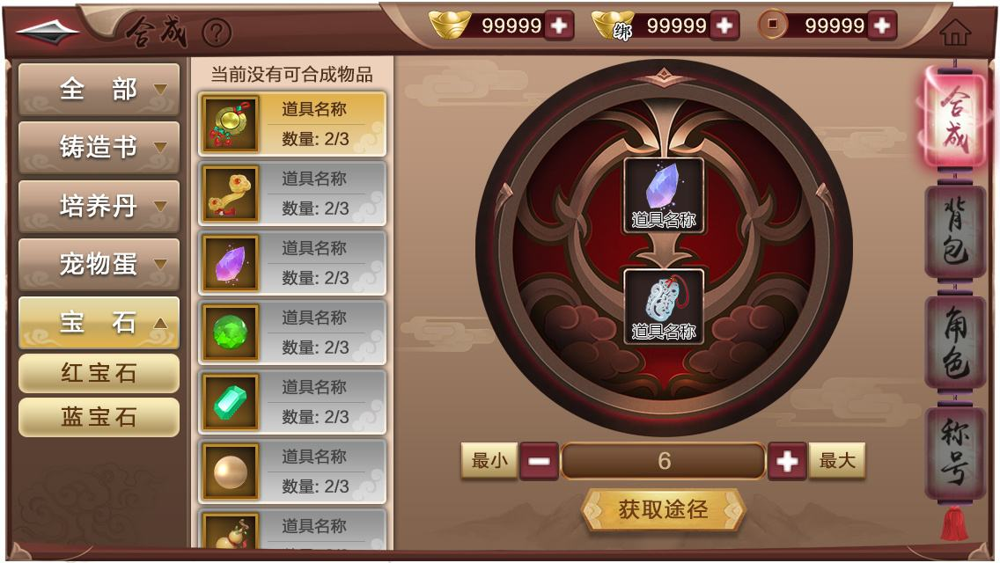 合成 ?
99999
绑 99999
99999
全 部
铸造书
培养丹
宠物蛋
宝 石
红宝石
蓝宝石
当前没有可合成物品
道具名称
数量: 2/3
道具名称
数量: 2/3
道具名称
数量: 2/3
道具名称
数量: 2/3
道具名称
数量: 2/3
道具名称
数量: 2/3
道具名称
道具名称
道具名称
最小
6
最大
获取途径
合成
背包
角色
称号